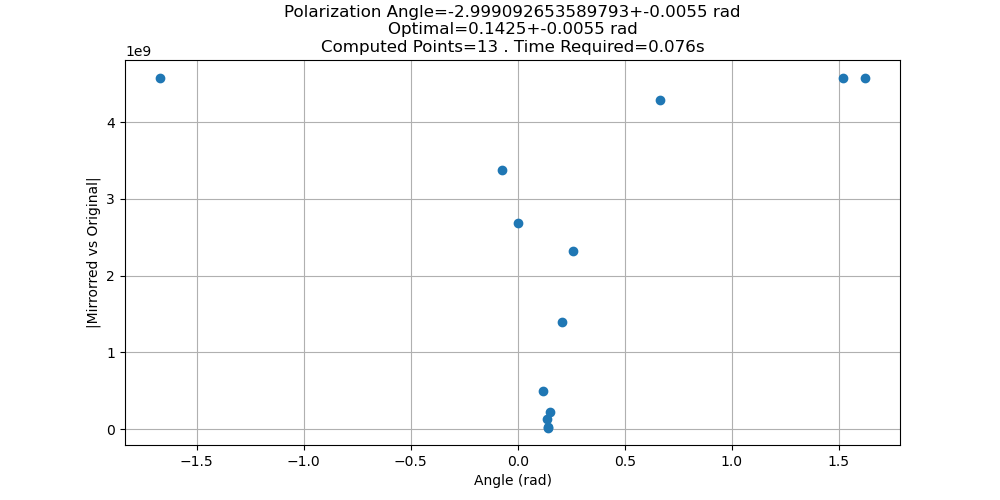 Polarization Angle=-2.999092653589793+-0.0055 rad
Optimal=0.1425+-0.0055 rad
Computed Points=13 . Time Required=0.076s
1e9
4
3
2
1
0
|Mirrorred vs Original|
−1.5
−1.0
−0.5
0.0
0.5
1.0
1.5
Angle (rad)